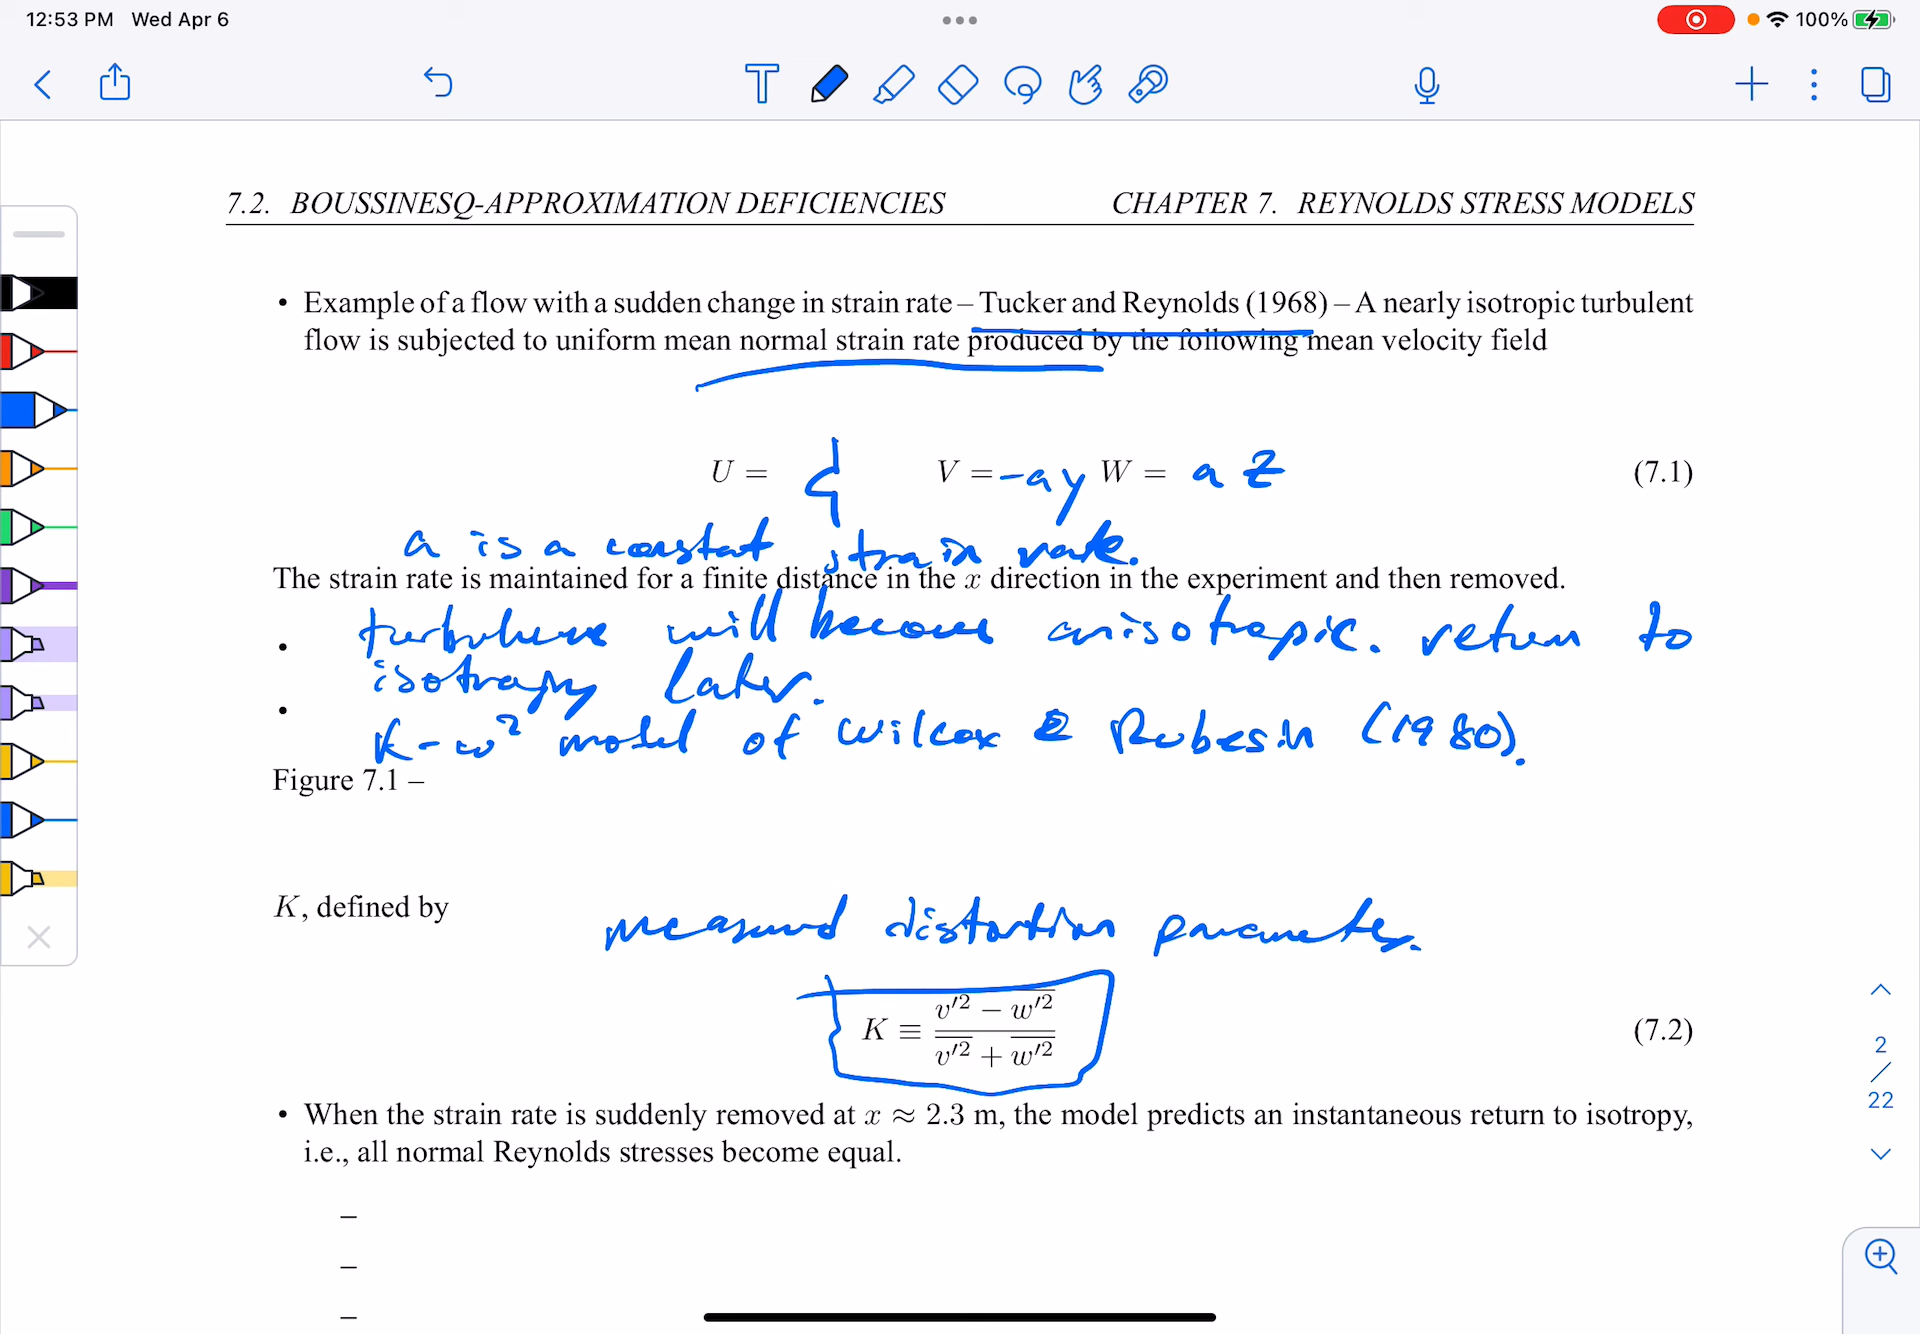 12:53 PM Wed Apr 6
100%
7.2. BOUSSINESQ-APPROXIMATION DEFICIENCIES CHAPTER 7. REYNOLDS STRESS MODELS
• Example of a flow with a sudden change in strain rate – Tucker and Reynolds (1968) – A nearly isotropic turbulent
flow is subjected to uniform mean normal strain rate produced by the following mean velocity field
U = V = -ay W = az (7.1)
a is a constat strain rate.
The strain rate is maintained for a finite distance in the x direction in the experiment and then removed.
• turbulence will become anisotropic. return to
isotropy later.
• K-ω² model of Wilcox & Rubesin (1980).
Figure 7.1 –
K, defined by
measured distortion parameter.
K ≡ (v′² − w′²) / (v′² + w′²) (7.2)
• When the strain rate is suddenly removed at x ≈ 2.3 m, the model predicts an instantaneous return to isotropy,
i.e., all normal Reynolds stresses become equal.
–
–
–
2
/
22